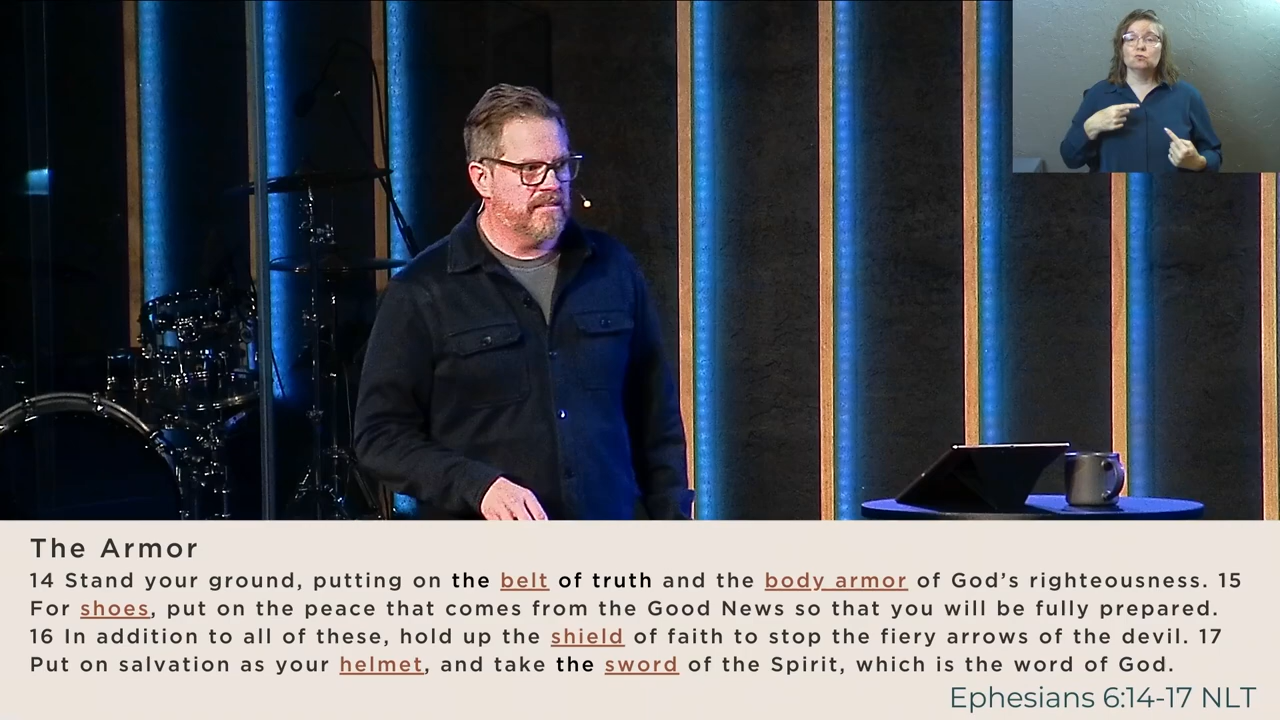 The Armor
14 Stand your ground, putting on the belt of truth and the body armor of God’s righteousness. 15
For shoes, put on the peace that comes from the Good News so that you will be fully prepared.
16 In addition to all of these, hold up the shield of faith to stop the fiery arrows of the devil. 17
Put on salvation as your helmet, and take the sword of the Spirit, which is the word of God.
Ephesians 6:14-17 NLT